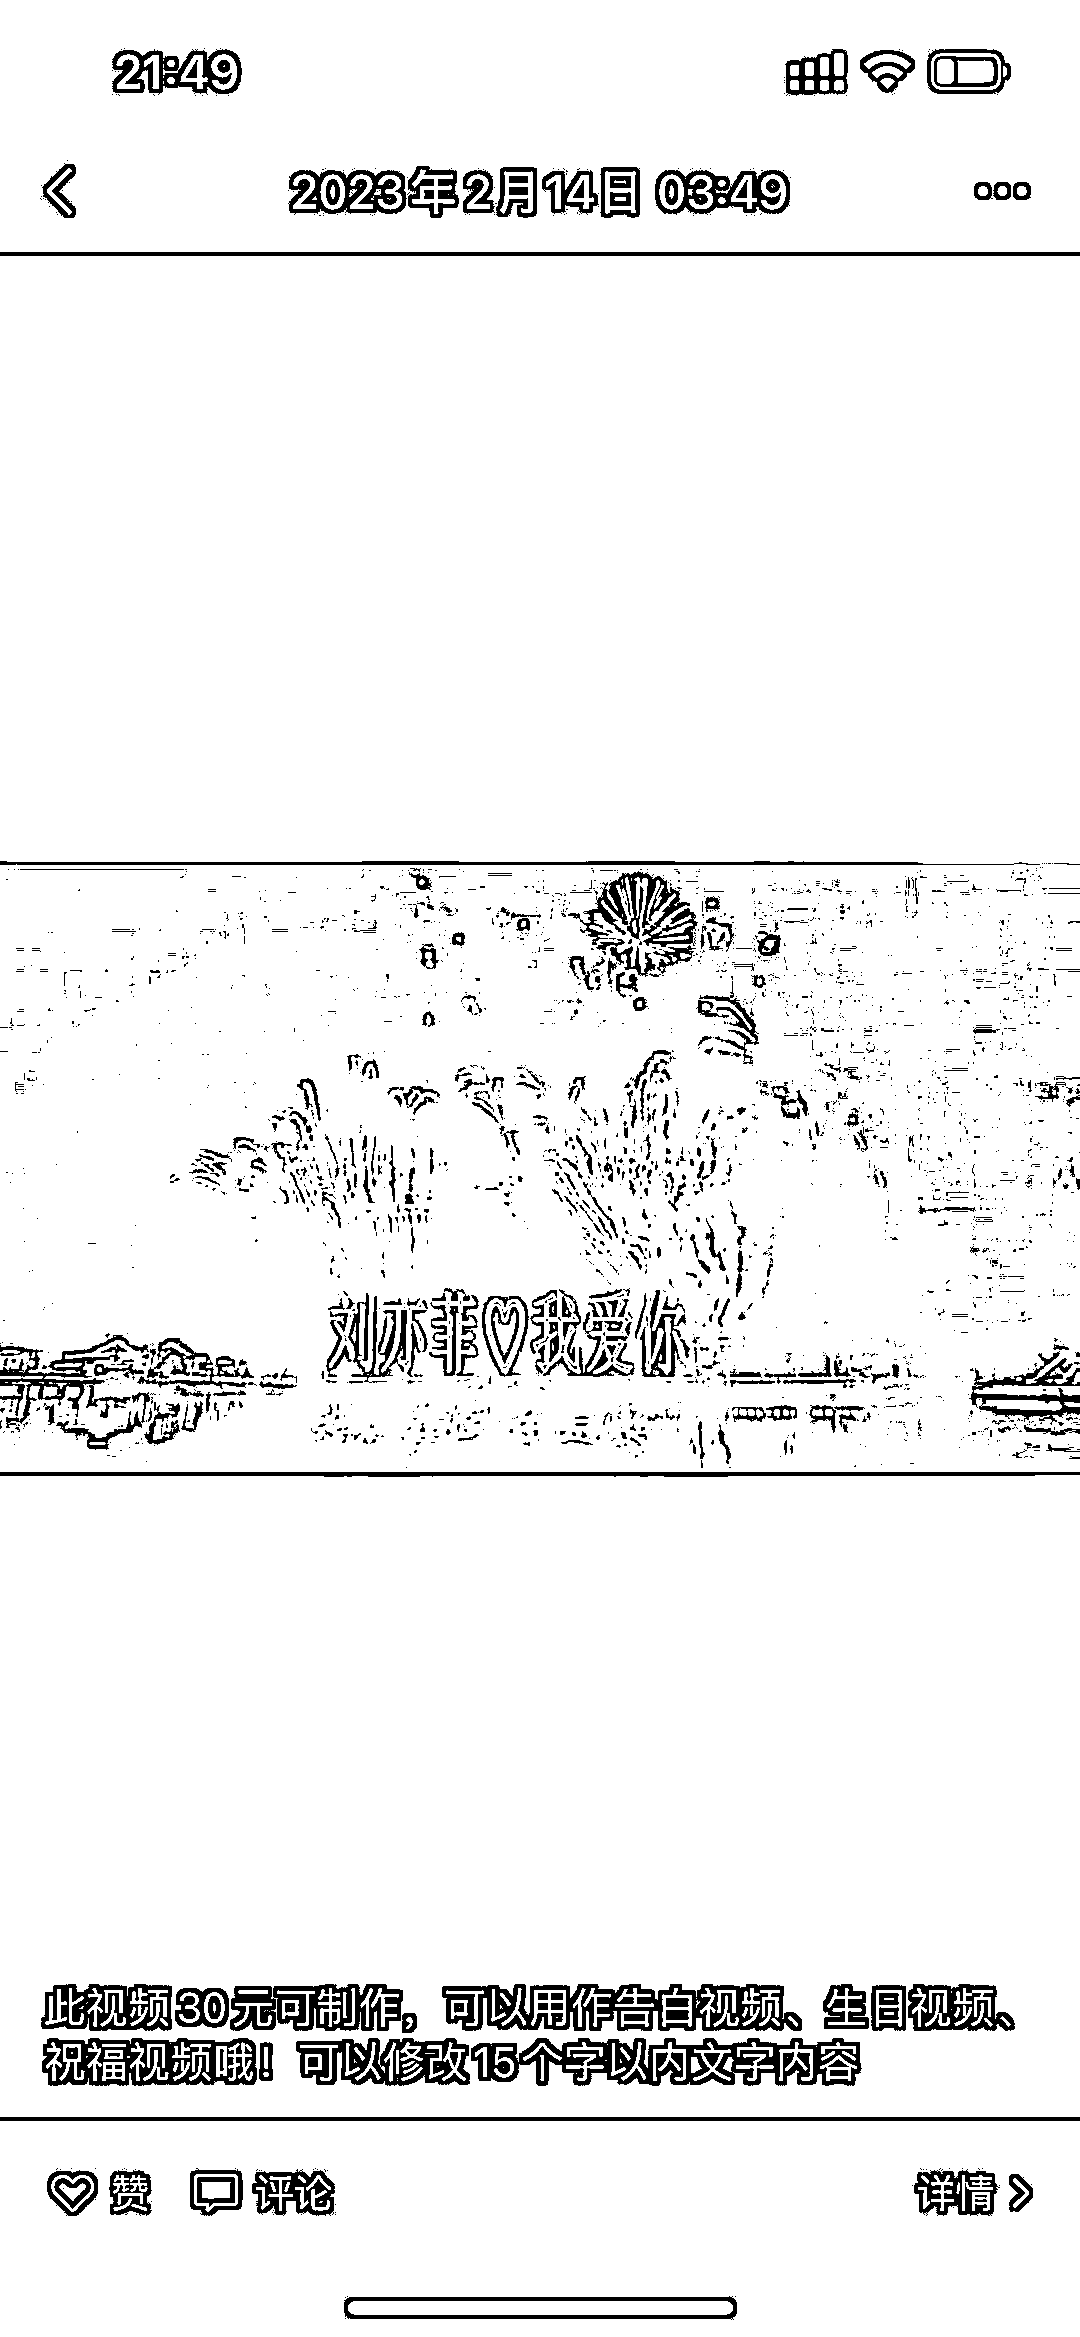 21:49
2023年2月14日 03:49
刘亦菲♡我爱你
此视频30元可制作，可以用作告白视频、生日视频、
祝福视频哦！可以修改15个字以内文字内容
赞 评论 详情